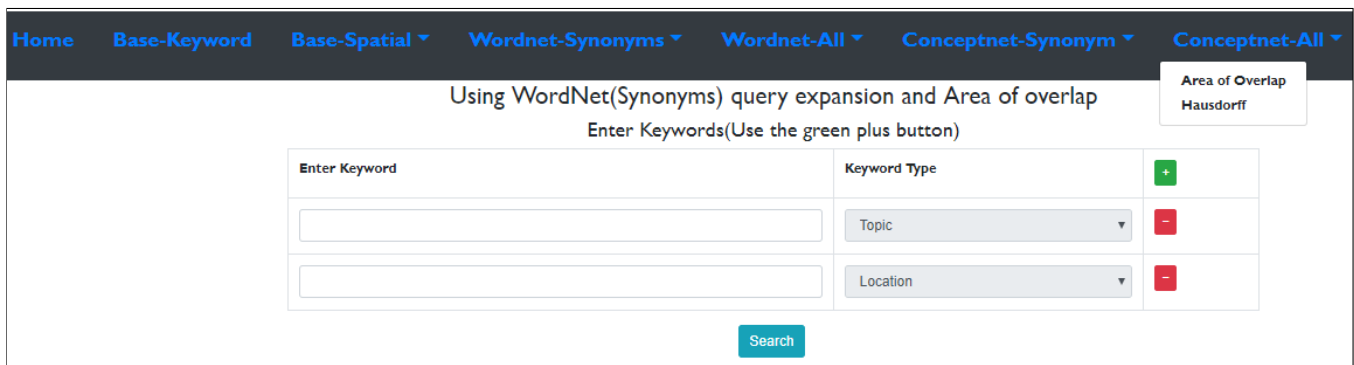 Home Base-Keyword Base-Spatial Wordnet-Synonyms Wordnet-All Conceptnet-Synonym Conceptnet-All
Area of Overlap
Hausdorff
Using WordNet(Synonyms) query expansion and Area of overlap
Enter Keywords(Use the green plus button)
Enter Keyword Keyword Type +
Topic -
Location -
Search